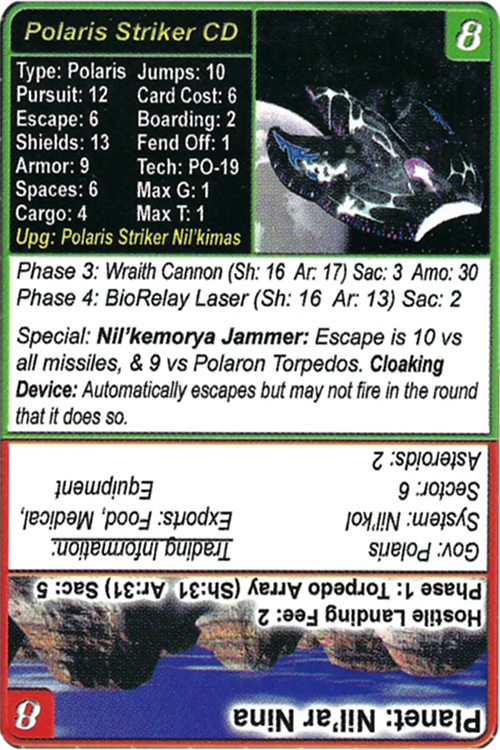 Polaris Striker CD
8
Type: Polaris Jumps: 10
Pursuit: 12 Card Cost: 6
Escape: 6 Boarding: 2
Shields: 13 Fend Off: 1
Armor: 9 Tech: PO-19
Spaces: 6 Max G: 1
Cargo: 4 Max T: 1
Upg: Polaris Striker Nil'kimas
Phase 3: Wraith Cannon (Sh: 16 Ar: 17) Sac: 3 Amo: 30
Phase 4: BioRelay Laser (Sh: 16 Ar: 13) Sac: 2
Special: Nil'kemorya Jammer: Escape is 10 vs
all missiles, & 9 vs Polaron Torpedos. Cloaking
Device: Automatically escapes but may not fire in the round
that it does so.
Planet: Nil'ar Nina
8
Hostile Landing Fee: 2
Phase 1: Torpedo Array (Sh:31 Ar:31) Sac: 5
Gov: Polaris Trading Information:
System: Nil'kol Exports: Food, Medical,
Sector: 6 Equipment
Asteroids: 2